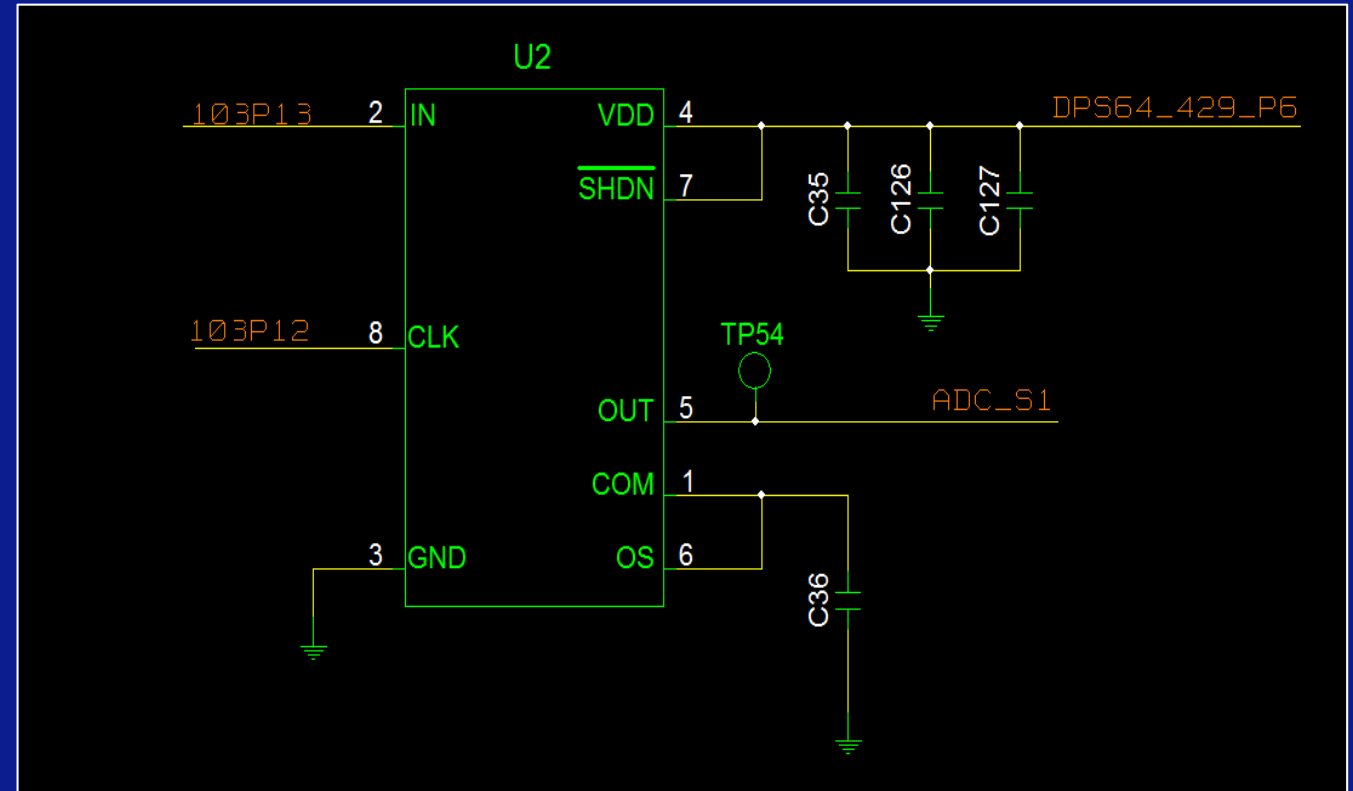 U2
103P13 2 IN VDD 4 DPS64_429_P6
SHDN 7
C35 C126 C127
103P12 8 CLK
TP54
OUT 5 ADC_S1
COM 1
3 GND OS 6
C36